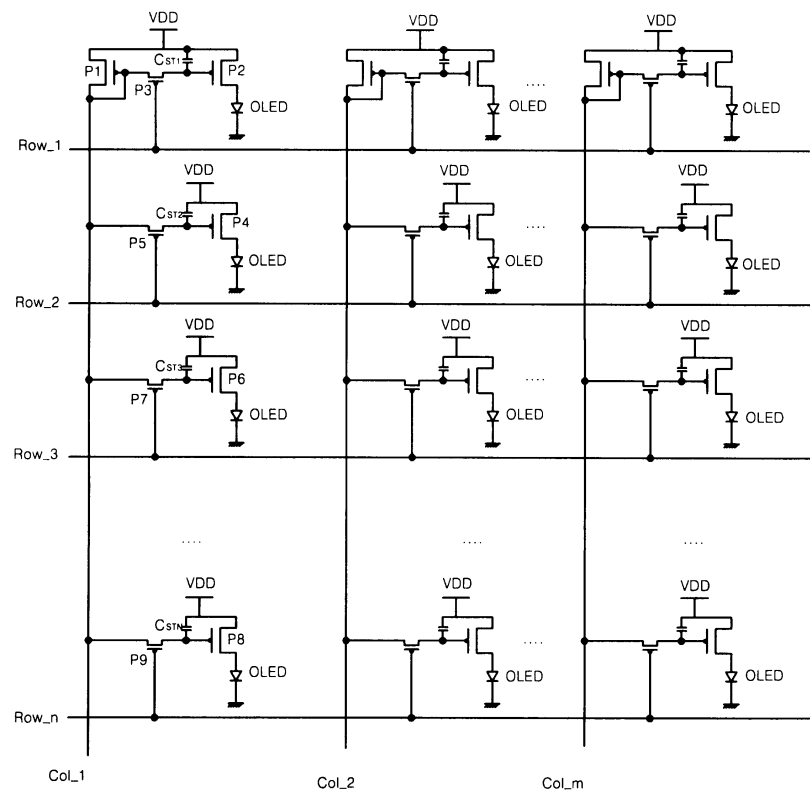 VDD VDD VDD
P1 CST1 P2
P3
OLED OLED OLED
....
Row_1
VDD VDD VDD
CST2 P4
P5
....
OLED OLED OLED
Row_2
VDD VDD VDD
CST3 P6
P7
....
OLED OLED OLED
Row_3
.... .... ....
VDD VDD VDD
CSTN P8
P9
....
OLED OLED OLED
Row_n
Col_1 Col_2 Col_m